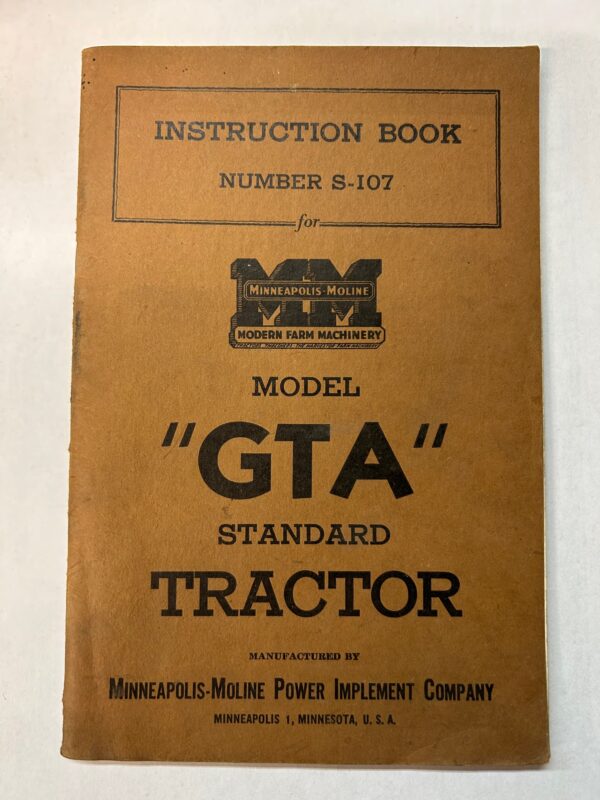 INSTRUCTION BOOK
NUMBER S-107
for
MM
MINNEAPOLIS-MOLINE
MODERN FARM MACHINERY
MODEL
"GTA"
STANDARD
TRACTOR
MANUFACTURED BY
MINNEAPOLIS-MOLINE POWER IMPLEMENT COMPANY
MINNEAPOLIS 1, MINNESOTA, U. S. A.